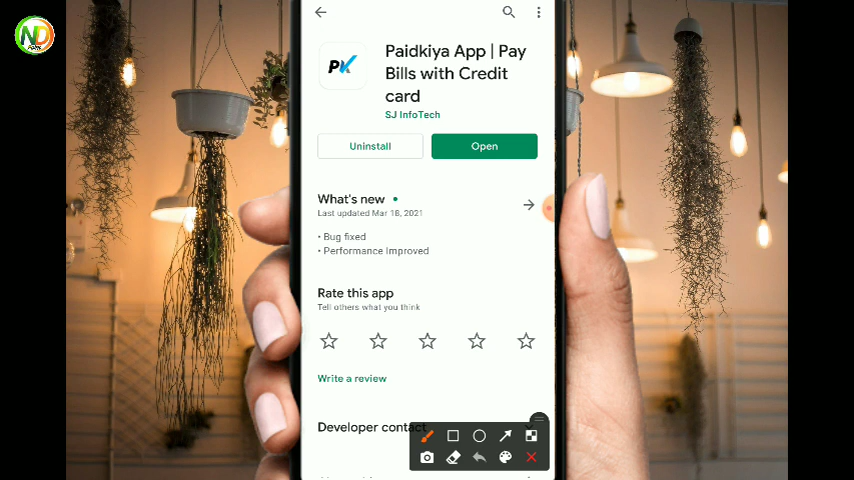 ND
PK
Paidkiya App | Pay
Bills with Credit
card
SJ InfoTech
Uninstall
Open
What's new
Last updated Mar 18, 2021
• Bug fixed
• Performance improved
Rate this app
Tell others what you think
Write a review
Developer contact